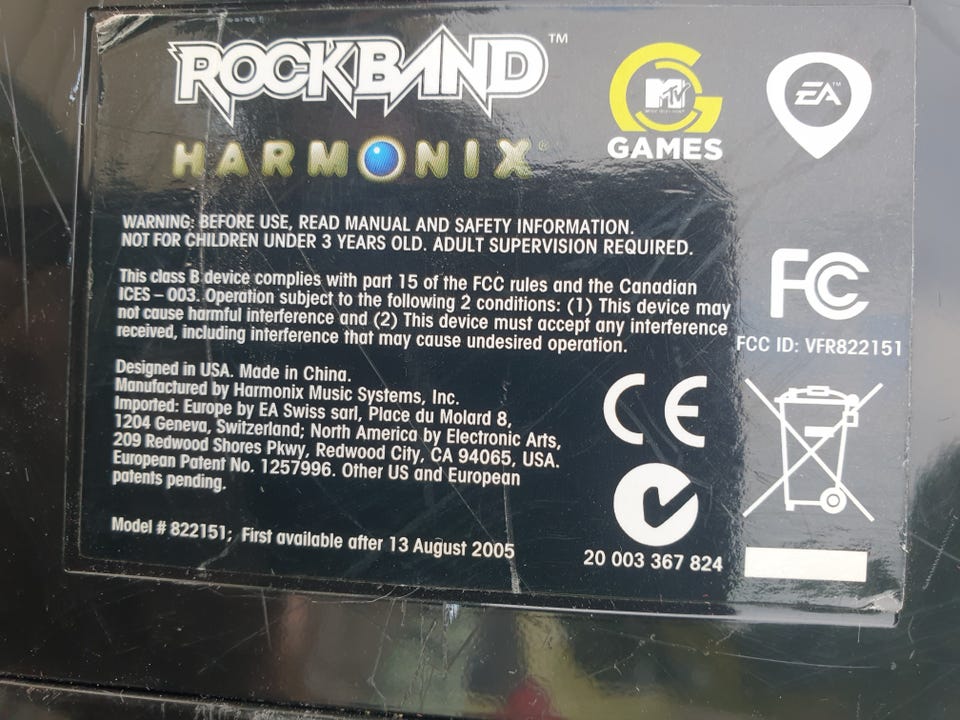 ROCKBAND™
HARMONIX®
MTV
GAMES
EA™
WARNING: BEFORE USE, READ MANUAL AND SAFETY INFORMATION.
NOT FOR CHILDREN UNDER 3 YEARS OLD. ADULT SUPERVISION REQUIRED.
This class B device complies with part 15 of the FCC rules and the Canadian
ICES – 003. Operation subject to the following 2 conditions: (1) This device may
not cause harmful interference and (2) This device must accept any interference
received, including interference that may cause undesired operation.
FC
FCC ID: VFR822151
Designed in USA. Made in China.
Manufactured by Harmonix Music Systems, Inc.
Imported: Europe by EA Swiss sarl, Place du Molard 8,
1204 Geneva, Switzerland; North America by Electronic Arts,
209 Redwood Shores Pkwy, Redwood City, CA 94065, USA.
European Patent No. 1257996. Other US and European
patents pending.
CE
Model # 822151; First available after 13 August 2005
20 003 367 824